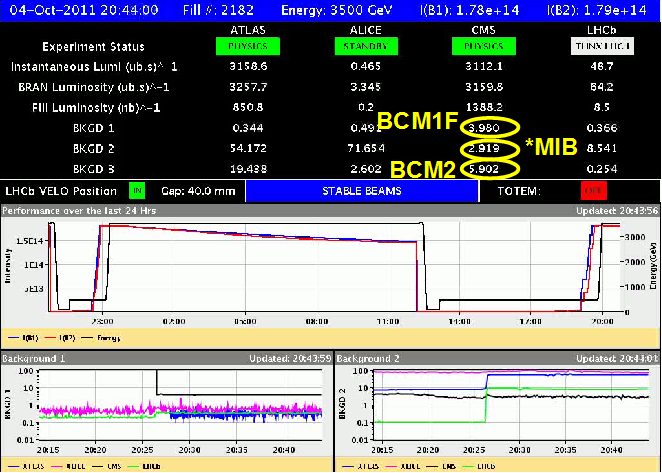 04-Oct-2011 20:44:00 Fill #: 2182 Energy: 3500 GeV I(B1): 1.78e+14 I(B2): 1.79e+14
ATLAS ALICE CMS LHCb
Experiment Status PHYSICS STANDBY PHYSICS
Instantaneous Lumi (ub.s)^-1 3158.6 0.465 3112.1 48.7
BRAN Luminosity (ub.s)^-1 3257.7 3.345 3159.8 84.2
Fill Luminosity (nb)^-1 850.8 0.2 1388.2 8.5
BKGD 1 0.344 0.491 BCM1F 3.980 0.366
BKGD 2 54.172 71.654 2.919 *MIB 8.541
BKGD 3 19.438 2.602 BCM2 5.902 0.254
LHCb VELO Position IN Gap: 40.0 mm STABLE BEAMS TOTEM: OFF
Performance over the last 24 Hrs Updated: 20:43:56
Intensity
1.5E14
1E14
5E13
Energy(GeV)
3000
2000
1000
0
23:00 02:00 05:00 08:00 11:00 14:00 17:00 20:00
I(B1) I(B2) Energy
Background 1 Updated: 20:43:59
BKGD 1
100
10
1
0.1
0.01
20:15 20:20 20:25 20:30 20:35 20:40
ATLAS ALICE CMS LHCb
Background 2 Updated: 20:44:01
BKGD 2
100
10
1
0.1
0.01
20:15 20:20 20:25 20:30 20:35 20:40
ATLAS ALICE CMS LHCb